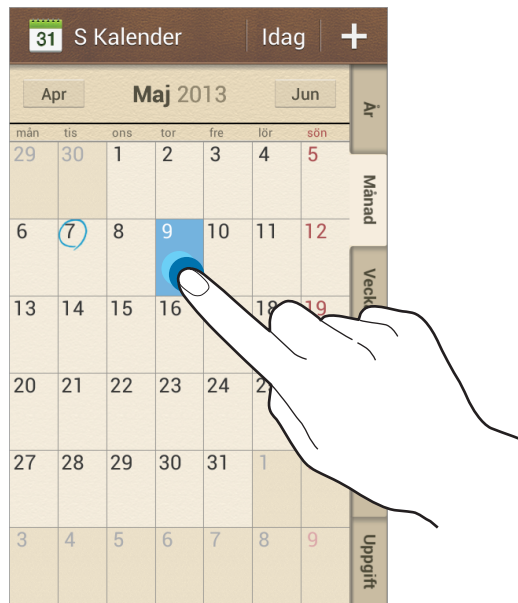 31 S Kalender Idag +
Apr Maj 2013 Jun
mån tis ons tor fre lör sön
29 30 1 2 3 4 5
6 7 8 9 10 11 12
13 14 15 16 18 19
20 21 22 23 24
27 28 29 30 31 1
3 4 5 6 7 8 9
År
Månad
Uppgift